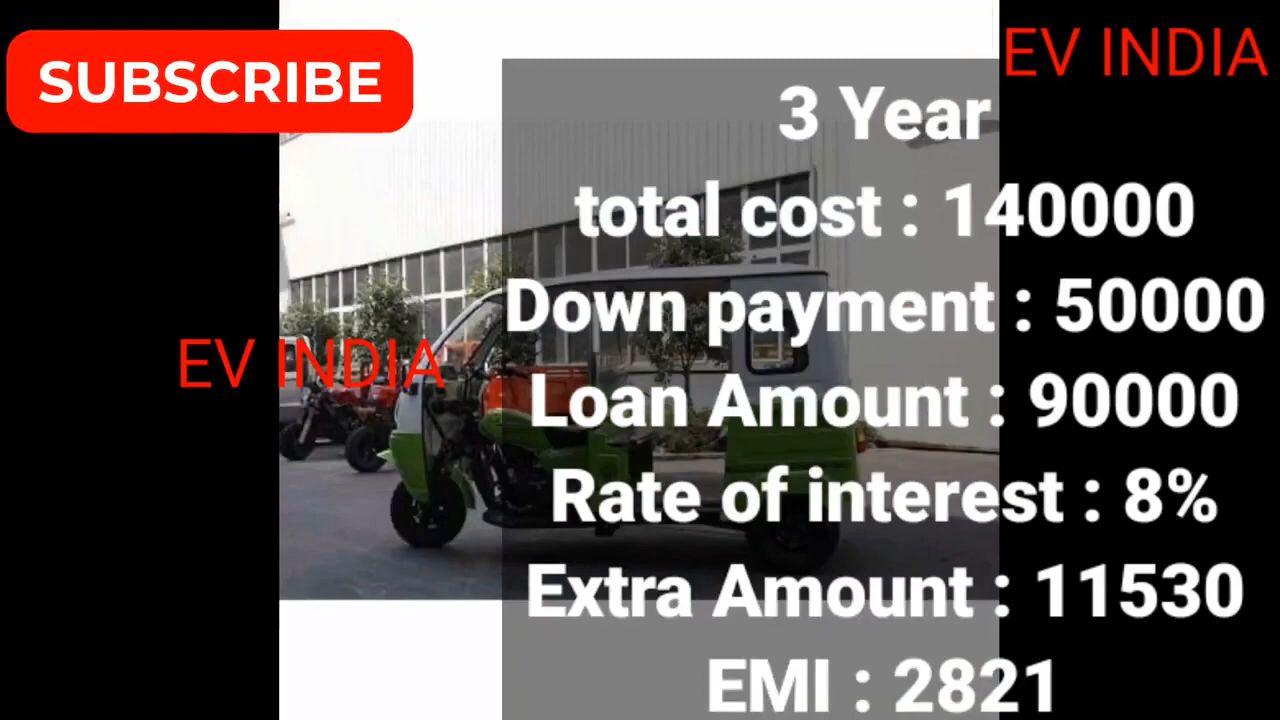 SUBSCRIBE
EV INDIA
3 Year
total cost : 140000
Down payment : 50000
EV INDIA
Loan Amount : 90000
Rate of interest : 8%
Extra Amount : 11530
EMI : 2821